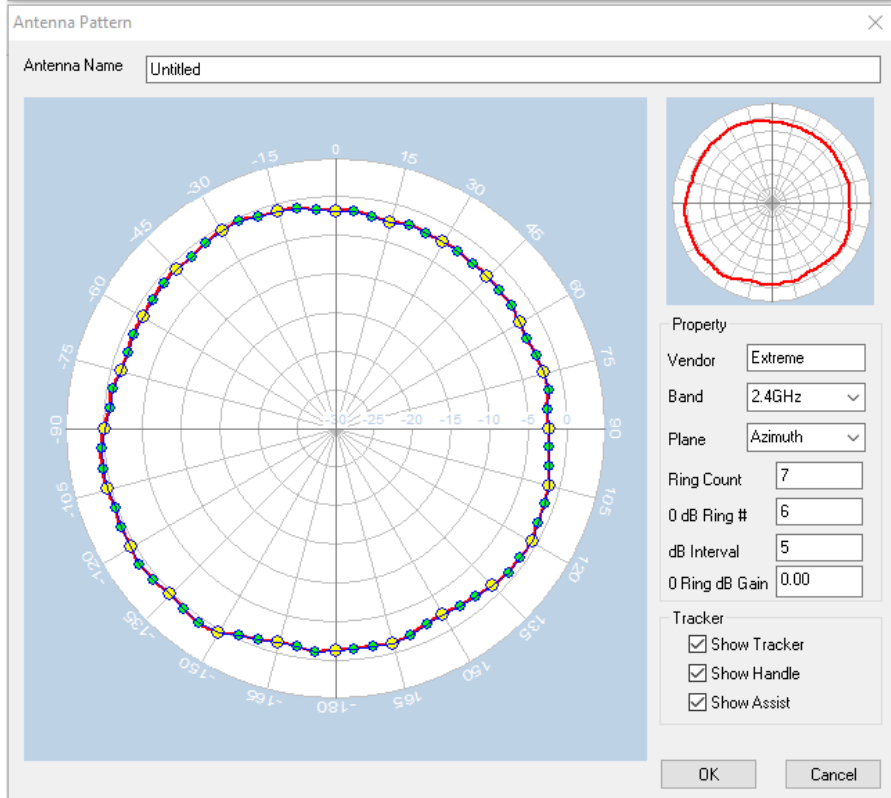 Antenna Pattern
Antenna Name Untitled
0
15
30
45
60
75
90
105
120
135
150
165
-180
-165
-150
-135
-120
-105
-90
-75
-60
-45
-30
-15
-30 -25 -20 -15 -10 -5 0
Property
Vendor Extreme
Band 2.4GHz
Plane Azimuth
Ring Count 7
0 dB Ring # 6
dB Interval 5
0 Ring dB Gain 0.00
Tracker
Show Tracker
Show Handle
Show Assist
OK Cancel